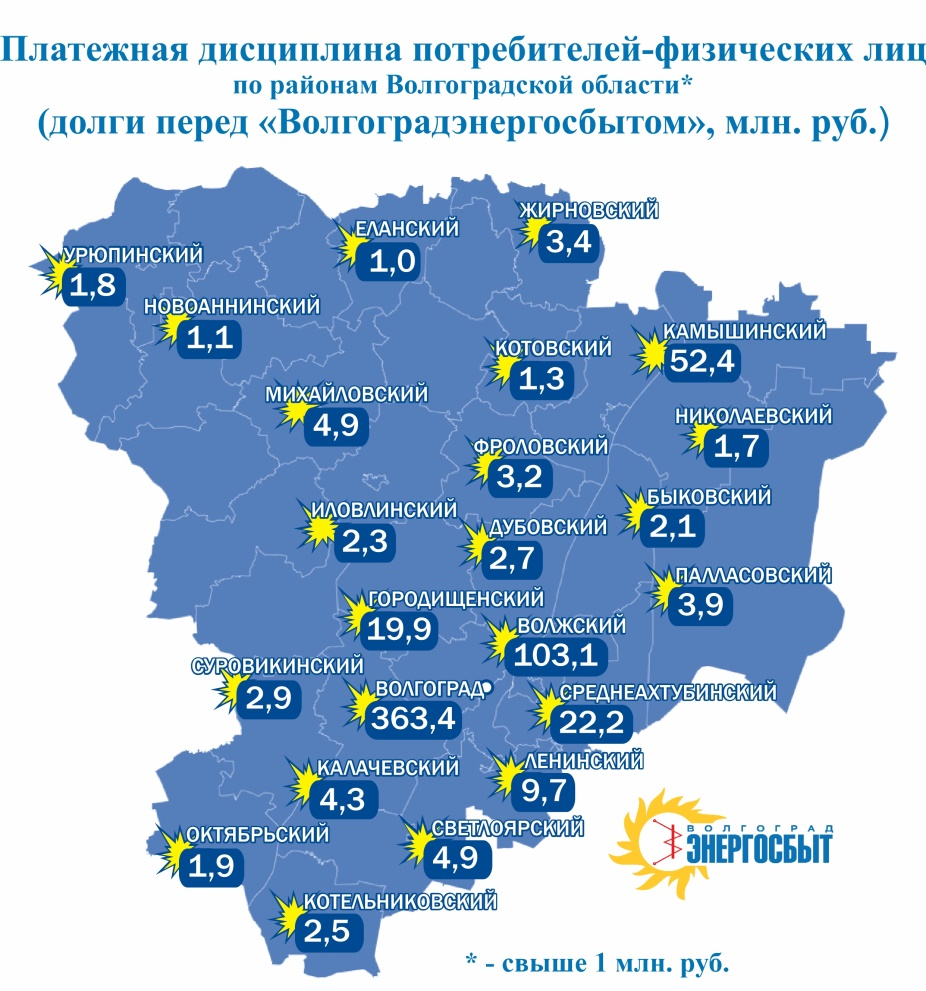 Платежная дисциплина потребителей-физических лиц
по районам Волгоградской области*
(долги перед «Волгоградэнергосбытом», млн. руб.)
ЖИРНОВСКИЙ
3,4
ЕЛАНСКИЙ
1,0
УРЮПИНСКИЙ
1,8
НОВОАННИНСКИЙ
1,1
КАМЫШИНСКИЙ
52,4
КОТОВСКИЙ
1,3
МИХАЙЛОВСКИЙ
4,9
НИКОЛАЕВСКИЙ
1,7
ФРОЛОВСКИЙ
3,2
БЫКОВСКИЙ
2,1
ИЛОВЛИНСКИЙ
2,3
ДУБОВСКИЙ
2,7
ПАЛЛАСОВСКИЙ
3,9
ГОРОДИЩЕНСКИЙ
19,9
ВОЛЖСКИЙ
103,1
СУРОВИКИНСКИЙ
2,9
ВОЛГОГРАД
363,4
СРЕДНЕАХТУБИНСКИЙ
22,2
ЛЕНИНСКИЙ
9,7
КАЛАЧЕВСКИЙ
4,3
ОКТЯБРЬСКИЙ
1,9
СВЕТЛОЯРСКИЙ
4,9
ВОЛГОГРАД
ЭНЕРГОСБЫТ
КОТЕЛЬНИКОВСКИЙ
2,5
* - свыше 1 млн. руб.